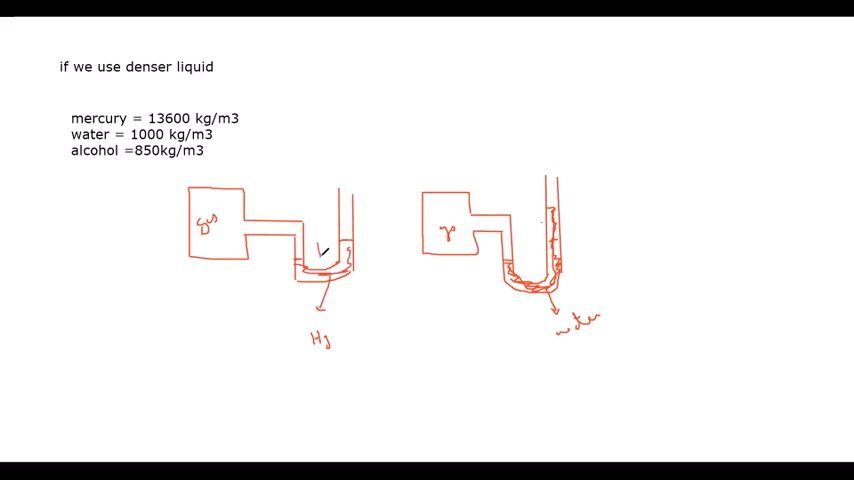 if we use denser liquid
mercury = 13600 kg/m3
water = 1000 kg/m3
alcohol =850kg/m3
gas
Hg
water